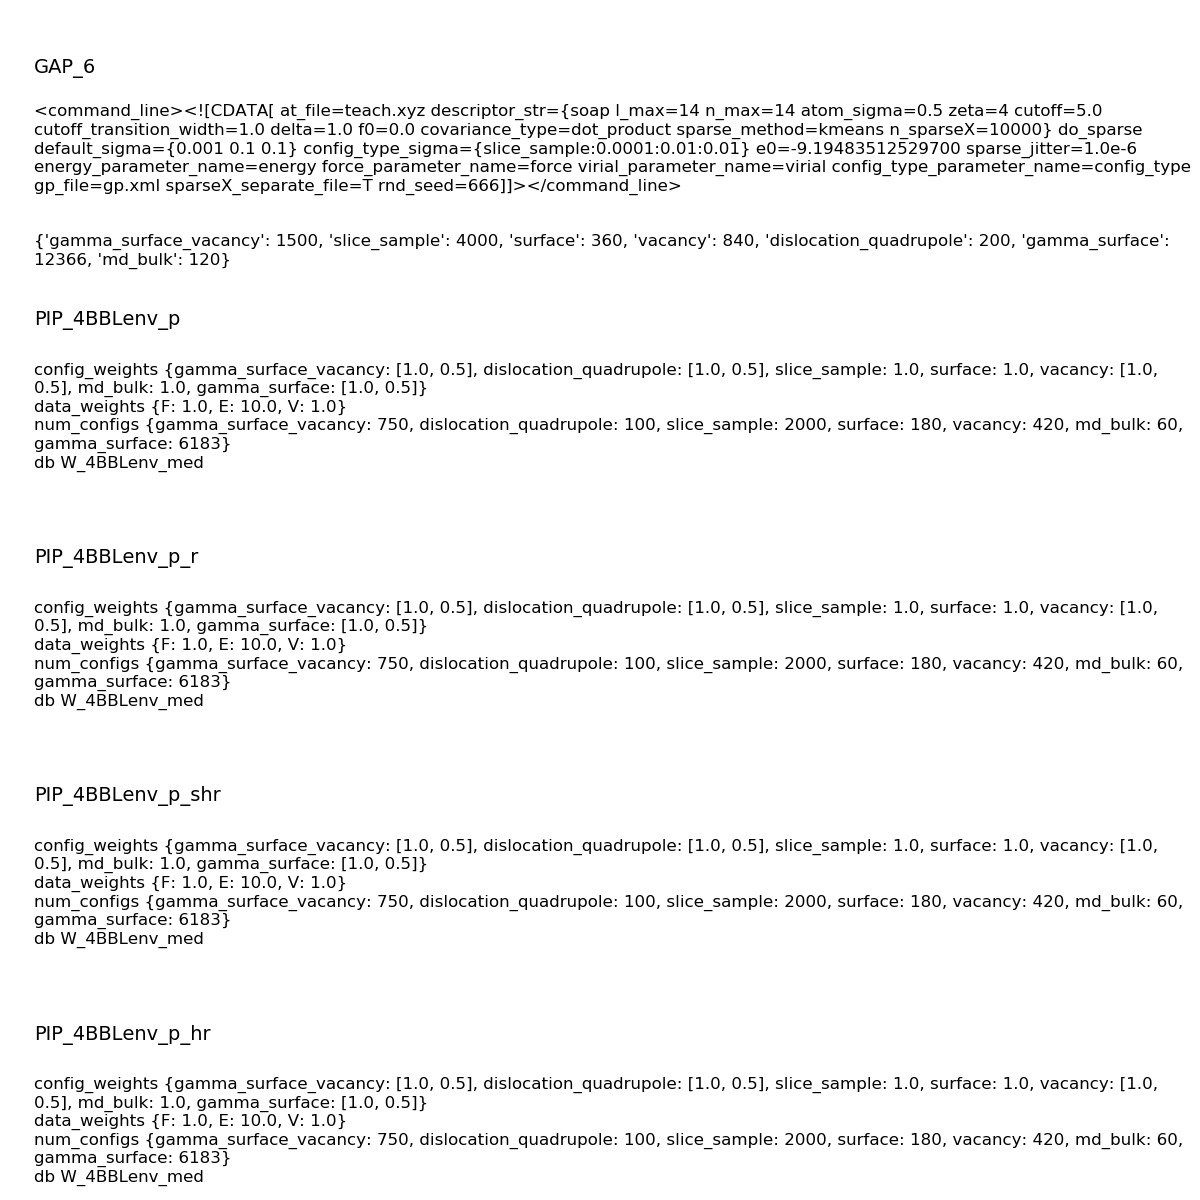 GAP_6
<command_line><![CDATA[ at_file=teach.xyz descriptor_str={soap l_max=14 n_max=14 atom_sigma=0.5 zeta=4 cutoff=5.0
cutoff_transition_width=1.0 delta=1.0 f0=0.0 covariance_type=dot_product sparse_method=kmeans n_sparseX=10000} do_sparse
default_sigma={0.001 0.1 0.1} config_type_sigma={slice_sample:0.0001:0.01:0.01} e0=-9.19483512529700 sparse_jitter=1.0e-6
energy_parameter_name=energy force_parameter_name=force virial_parameter_name=virial config_type_parameter_name=config_type
gp_file=gp.xml sparseX_separate_file=T rnd_seed=666]]></command_line>
{'gamma_surface_vacancy': 1500, 'slice_sample': 4000, 'surface': 360, 'vacancy': 840, 'dislocation_quadrupole': 200, 'gamma_surface':
12366, 'md_bulk': 120}
PIP_4BBLenv_p
config_weights {gamma_surface_vacancy: [1.0, 0.5], dislocation_quadrupole: [1.0, 0.5], slice_sample: 1.0, surface: 1.0, vacancy: [1.0,
0.5], md_bulk: 1.0, gamma_surface: [1.0, 0.5]}
data_weights {F: 1.0, E: 10.0, V: 1.0}
num_configs {gamma_surface_vacancy: 750, dislocation_quadrupole: 100, slice_sample: 2000, surface: 180, vacancy: 420, md_bulk: 60,
gamma_surface: 6183}
db W_4BBLenv_med
PIP_4BBLenv_p_r
config_weights {gamma_surface_vacancy: [1.0, 0.5], dislocation_quadrupole: [1.0, 0.5], slice_sample: 1.0, surface: 1.0, vacancy: [1.0,
0.5], md_bulk: 1.0, gamma_surface: [1.0, 0.5]}
data_weights {F: 1.0, E: 10.0, V: 1.0}
num_configs {gamma_surface_vacancy: 750, dislocation_quadrupole: 100, slice_sample: 2000, surface: 180, vacancy: 420, md_bulk: 60,
gamma_surface: 6183}
db W_4BBLenv_med
PIP_4BBLenv_p_shr
config_weights {gamma_surface_vacancy: [1.0, 0.5], dislocation_quadrupole: [1.0, 0.5], slice_sample: 1.0, surface: 1.0, vacancy: [1.0,
0.5], md_bulk: 1.0, gamma_surface: [1.0, 0.5]}
data_weights {F: 1.0, E: 10.0, V: 1.0}
num_configs {gamma_surface_vacancy: 750, dislocation_quadrupole: 100, slice_sample: 2000, surface: 180, vacancy: 420, md_bulk: 60,
gamma_surface: 6183}
db W_4BBLenv_med
PIP_4BBLenv_p_hr
config_weights {gamma_surface_vacancy: [1.0, 0.5], dislocation_quadrupole: [1.0, 0.5], slice_sample: 1.0, surface: 1.0, vacancy: [1.0,
0.5], md_bulk: 1.0, gamma_surface: [1.0, 0.5]}
data_weights {F: 1.0, E: 10.0, V: 1.0}
num_configs {gamma_surface_vacancy: 750, dislocation_quadrupole: 100, slice_sample: 2000, surface: 180, vacancy: 420, md_bulk: 60,
gamma_surface: 6183}
db W_4BBLenv_med